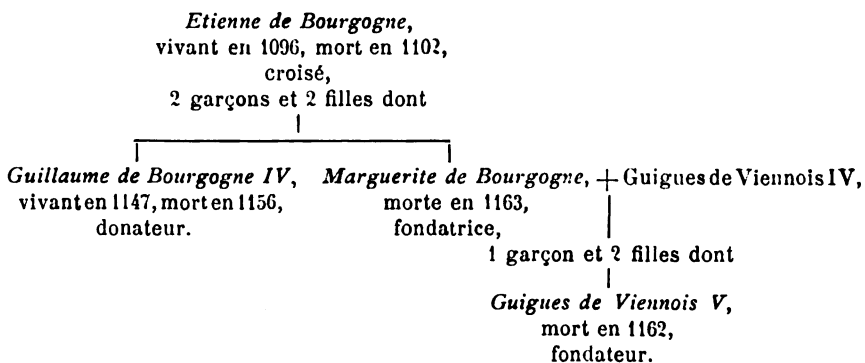 Etienne de Bourgogne,
vivant en 1096, mort en 1102,
croisé,
2 garçons et 2 filles dont
Guillaume de Bourgogne IV,
vivant en 1147, mort en 1156,
donateur.
Marguerite de Bourgogne, + Guigues de Viennois IV,
morte en 1163,
fondatrice,
1 garçon et 2 filles dont
Guigues de Viennois V,
mort en 1162,
fondateur.